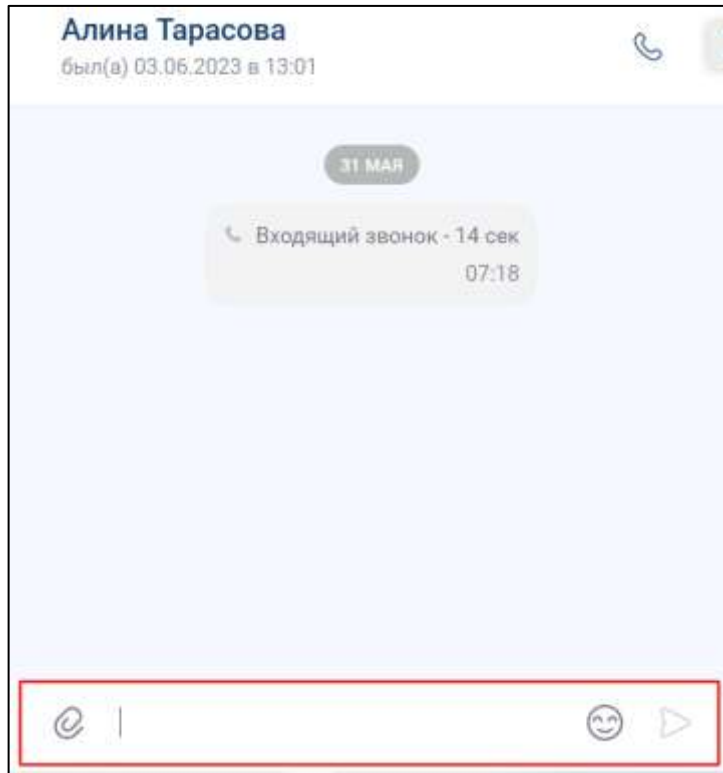 Алина Тарасова
был(а) 03.06.2023 в 13:01
31 МАЯ
Входящий звонок - 14 сек
07:18